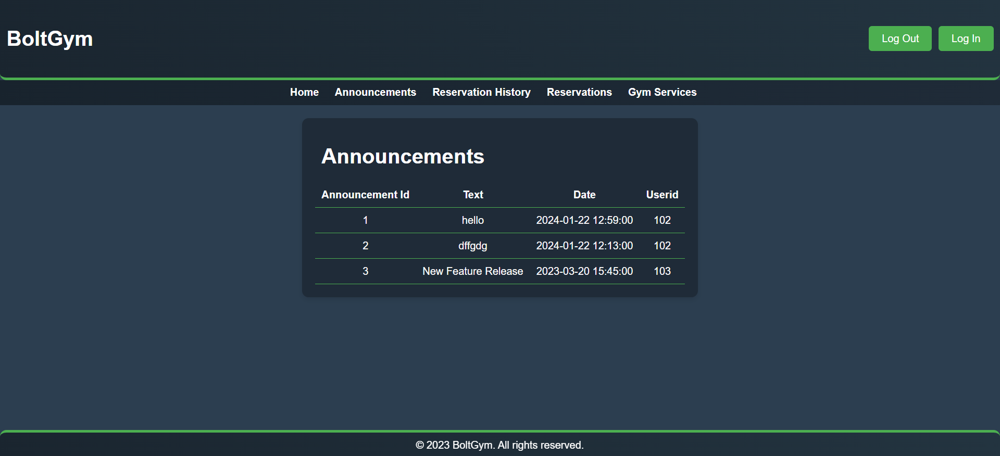 BoltGym
Log Out Log In
Home Announcements Reservation History Reservations Gym Services
Announcements
Announcement Id Text Date Userid
1 hello 2024-01-22 12:59:00 102
2 dffgdg 2024-01-22 12:13:00 102
3 New Feature Release 2023-03-20 15:45:00 103
© 2023 BoltGym. All rights reserved.